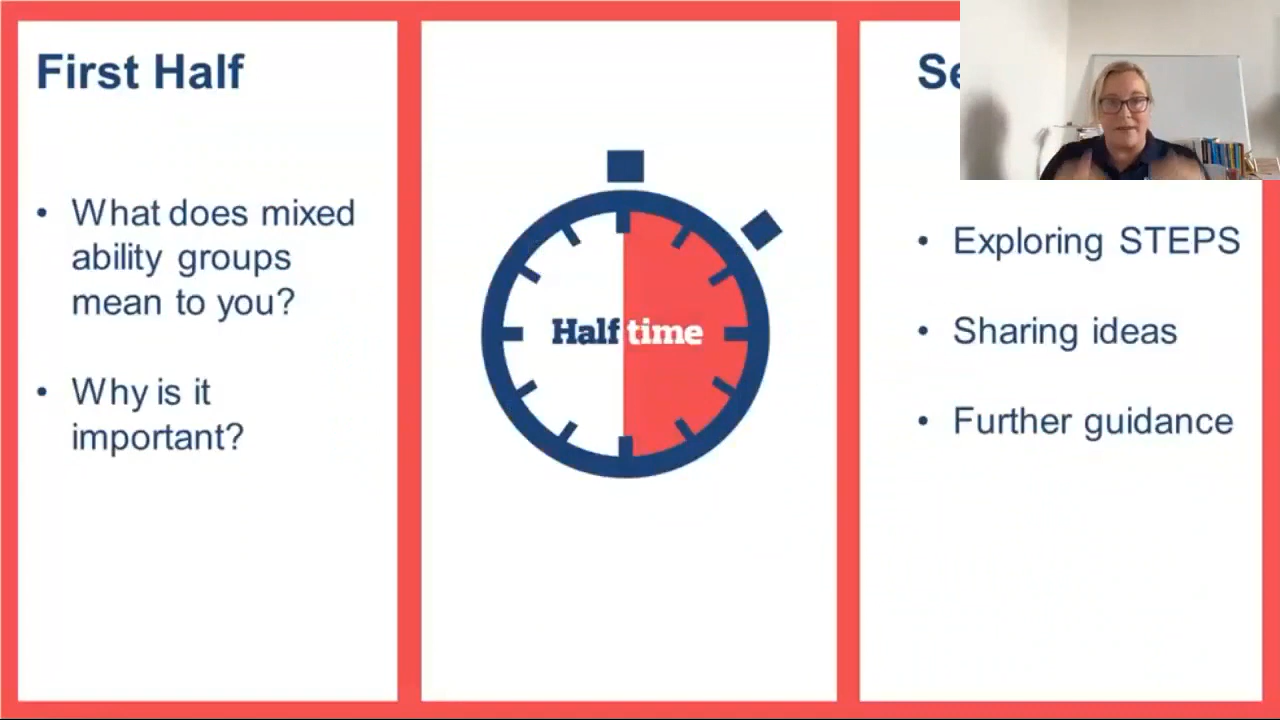 First Half
• What does mixed
ability groups
mean to you?
• Why is it
important?
Half time
Se
• Exploring STEPS
• Sharing ideas
• Further guidance